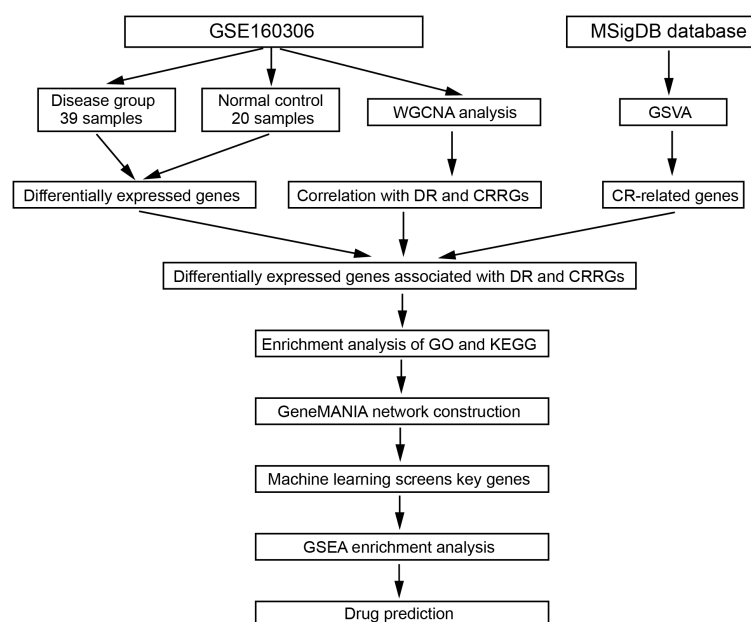 GSE160306
MSigDB database
Disease group
39 samples
Normal control
20 samples
WGCNA analysis
GSVA
Differentially expressed genes
Correlation with DR and CRRGs
CR-related genes
Differentially expressed genes associated with DR and CRRGs
Enrichment analysis of GO and KEGG
GeneMANIA network construction
Machine learning screens key genes
GSEA enrichment analysis
Drug prediction